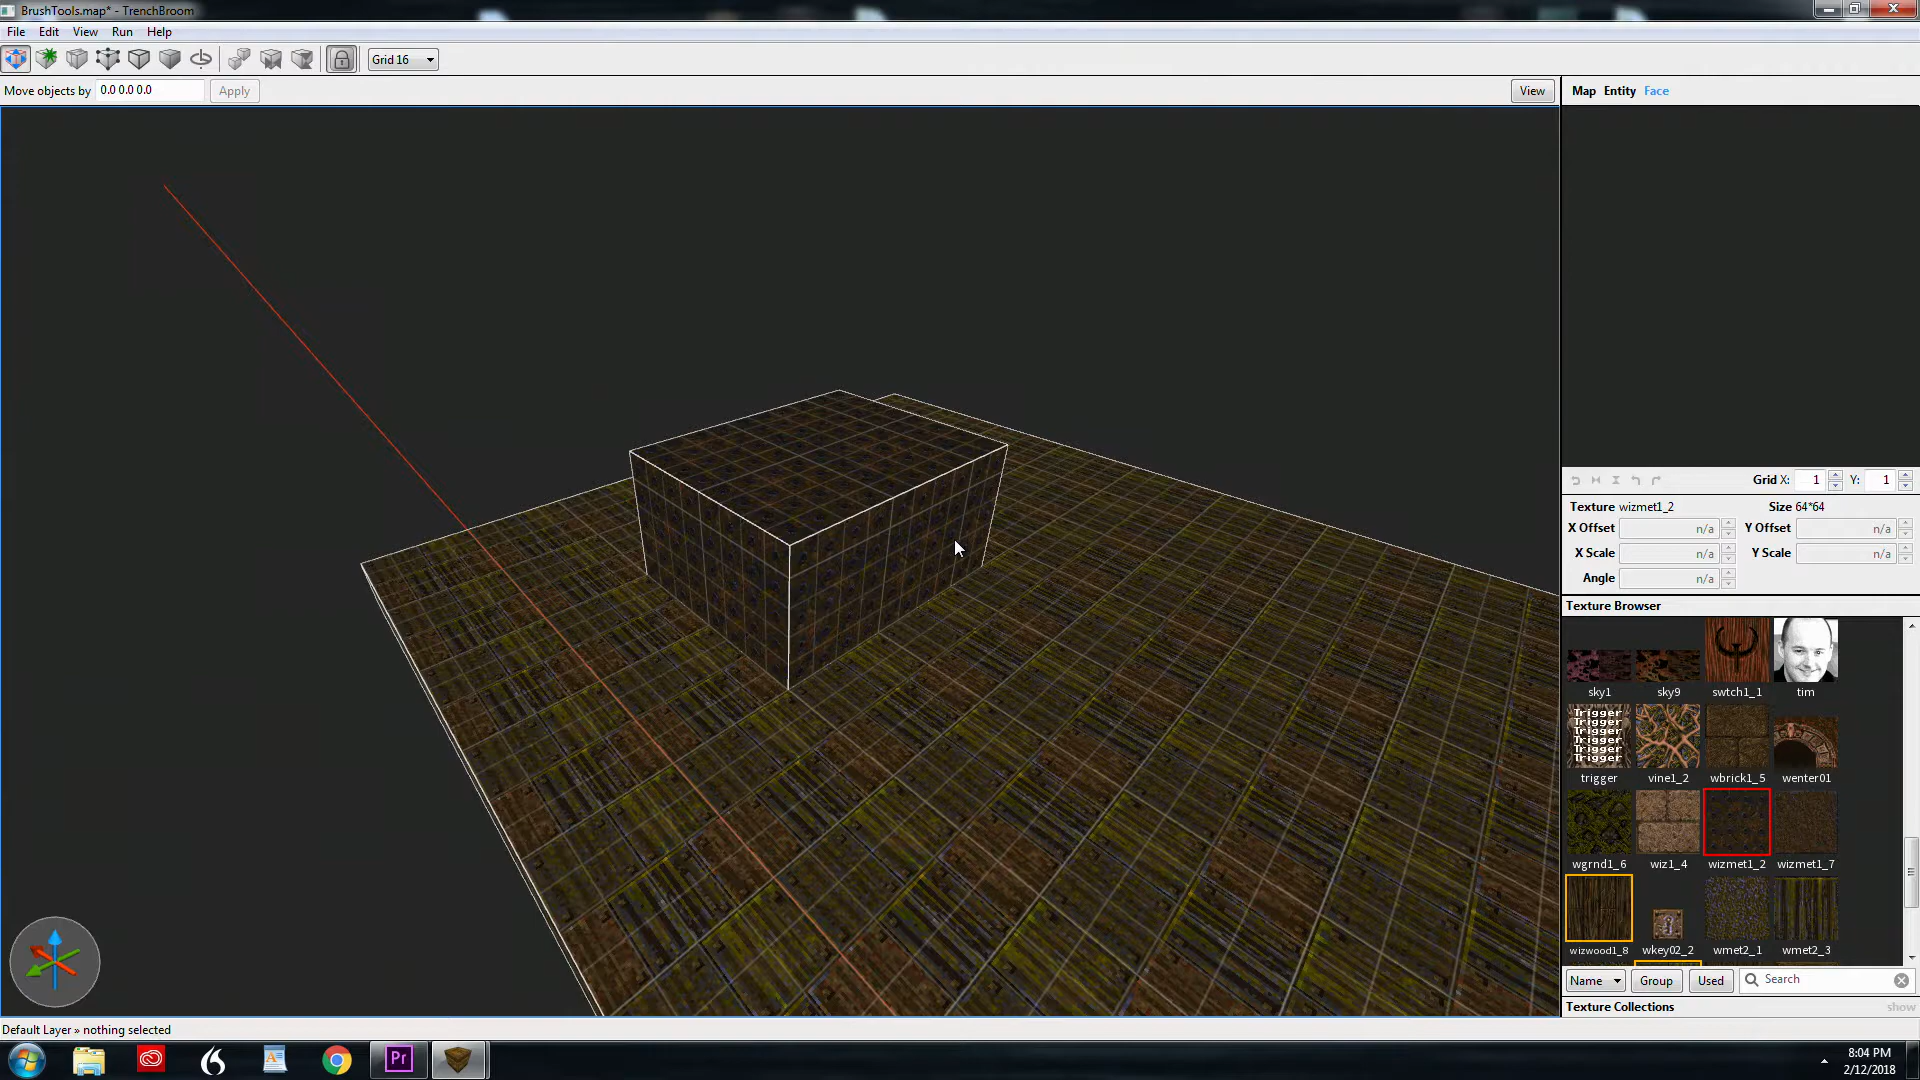 BrushTools.map* - TrenchBroom
File Edit View Run Help
Grid 16
Move objects by 0.0 0.0 0.0 Apply View
Map Entity Face
Grid X: 1 Y: 1
Texture wizmet1_2 Size 64*64
X Offset n/a Y Offset n/a
X Scale n/a Y Scale n/a
Angle n/a
Texture Browser
sky1 sky9 swtch1_1 tim
Trigger
Trigger
Trigger
Trigger
Trigger
trigger vine1_2 wbrick1_5 wenter01
wgrnd1_6 wiz1_4 wizmet1_2 wizmet1_7
wizwood1_8 wkey02_2 wmet2_1 wmet2_3
Name Group Used Search
Texture Collections show
Default Layer » nothing selected
Pr
8:04 PM
2/12/2018